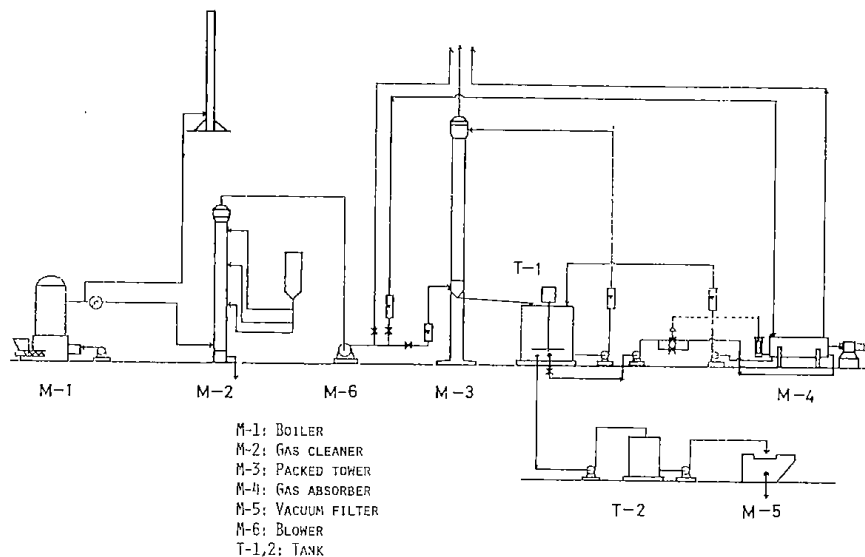 T-1
M-1
M-2
M-6
M-3
M-4
M-1: BOILER
M-2: GAS CLEANER
M-3: PACKED TOWER
M-4: GAS ABSORBER
M-5: VACUUM FILTER
M-6: BLOWER
T-1,2: TANK
T-2
M-5